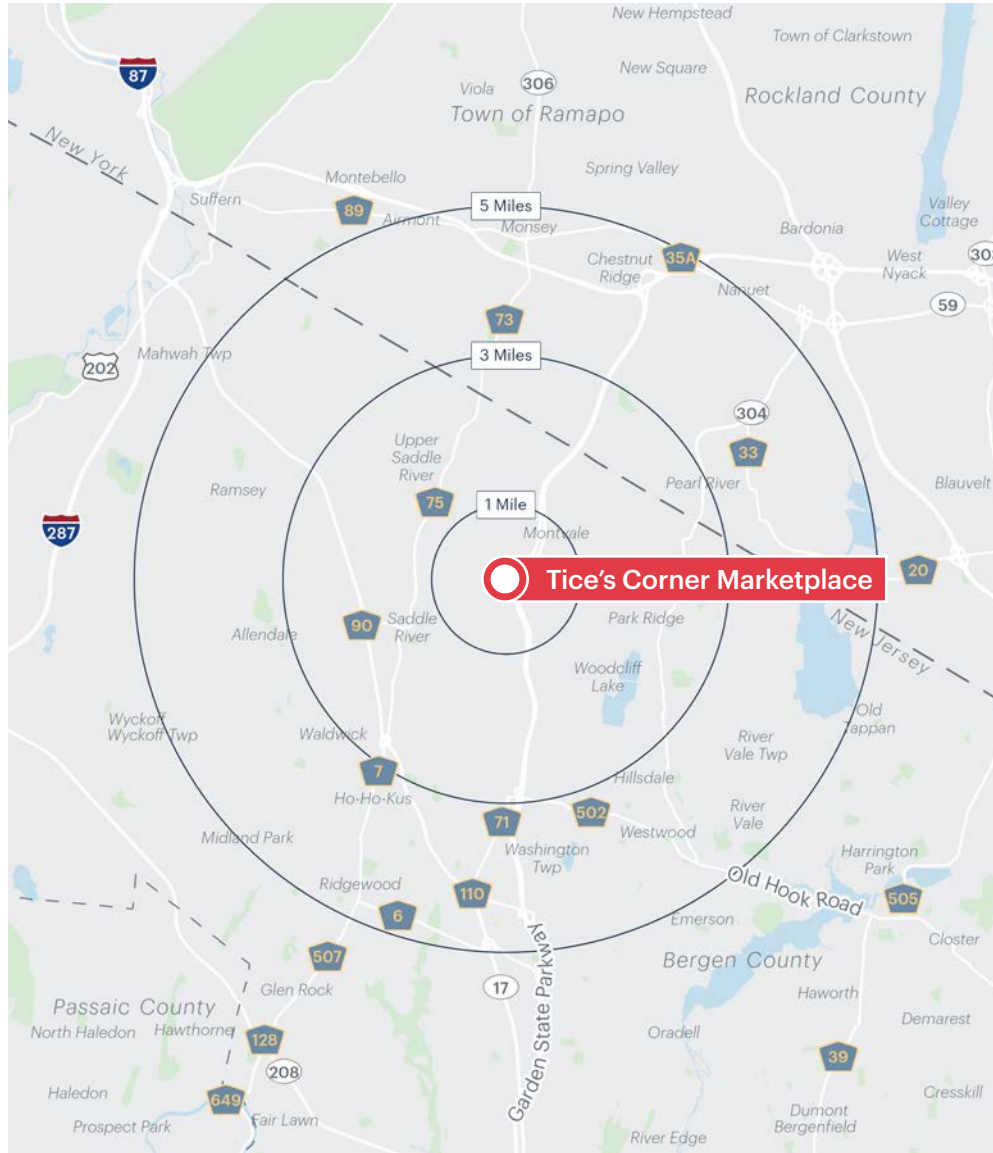 New Hempstead
Town of Clarkstown
87
New Square
306
Viola
Rockland County
Town of Ramapo
New York
Spring Valley
Montebello
Suffern
5 Miles
Valley
Cottage
89
Airmont
Monsey
Bardonia
Chestnut
Ridge
35A
West
Nyack
303
Nanuet
59
73
Mahwah Twp
3 Miles
202
304
Upper
Saddle
River
33
Ramsey
75
Pearl River
Blauvelt
1 Mile
287
Montvale
Tice's Corner Marketplace
20
90
Saddle
River
Park Ridge
Allendale
New Jersey
Woodcliff
Lake
Wyckoff
Wyckoff Twp
Old
Tappan
Waldwick
River
Vale Twp
7
Hillsdale
Ho-Ho-Kus
502
River
Vale
71
Midland Park
Westwood
Washington
Twp
Harrington
Park
Ridgewood
110
Old Hook Road
505
6
Emerson
Closter
507
Bergen County
Glen Rock
17
Garden State Parkway
Haworth
Passaic County
North Haledon
Hawthorne
128
Oradell
Demarest
39
208
Haledon
649
Cresskill
Fair Lawn
Prospect Park
Dumont
Bergenfield
River Edge